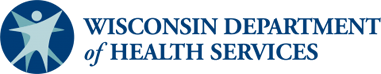 WISCONSIN DEPARTMENT
of HEALTH SERVICES